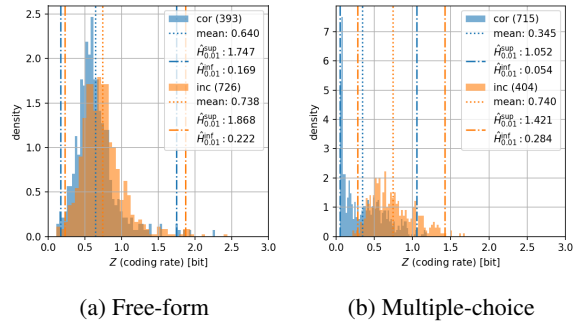 2.5
2.0
1.5
1.0
0.5
0.0
density
0.0 0.5 1.0 1.5 2.0 2.5 3.0
Z (coding rate) [bit]
cor (393)
mean: 0.640
Ĥ^sup_0.01 : 1.747
Ĥ^inf_0.01 : 0.169
inc (726)
mean: 0.738
Ĥ^sup_0.01 : 1.868
Ĥ^inf_0.01 : 0.222
(a) Free-form
7
6
5
4
3
2
1
0
density
0.0 0.5 1.0 1.5 2.0 2.5 3.0
Z (coding rate) [bit]
cor (715)
mean: 0.345
Ĥ^sup_0.01 : 1.052
Ĥ^inf_0.01 : 0.054
inc (404)
mean: 0.740
Ĥ^sup_0.01 : 1.421
Ĥ^inf_0.01 : 0.284
(b) Multiple-choice